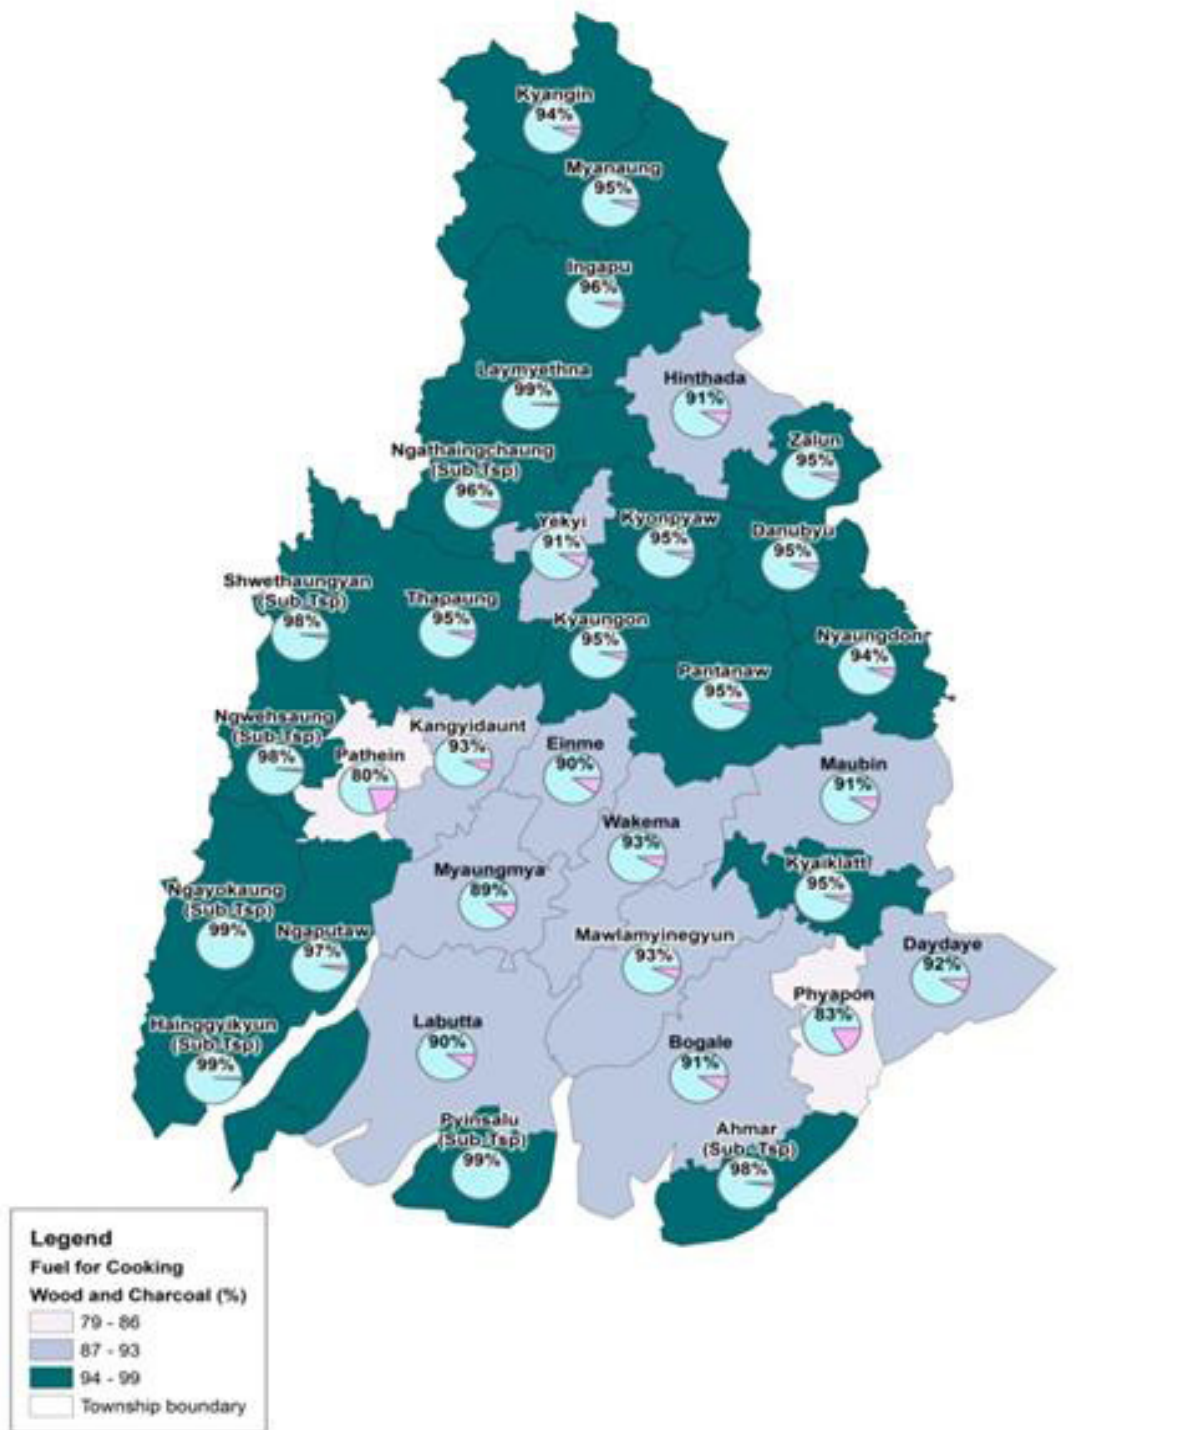 Kyangin
94%
Myanaung
95%
Ingapu
96%
Laymyethna
99%
Hinthada
91%
Zalun
95%
Ngathaingchaung
(Sub-Tsp)
96%
Yekyi
91%
Kyonpyaw
95%
Danubyu
95%
Shwethaungyan
(Sub-Tsp)
98%
Thapaung
95%
Kyaungon
95%
Nyaungdon
94%
Pantanaw
95%
Ngwehsaung
(Sub-Tsp)
98%
Pathein
80%
Kangyidaunt
93%
Einme
90%
Maubin
91%
Wakema
93%
Kyaiklatt
95%
Myaungmya
89%
Ngayokaung
(Sub-Tsp)
99%
Ngaputaw
97%
Mawlamyinegyun
93%
Daydaye
92%
Phyapon
83%
Hainggyikyun
(Sub-Tsp)
99%
Labutta
90%
Bogale
91%
Pyinsalu
(Sub-Tsp)
99%
Ahmar
(Sub-Tsp)
98%
Legend
Fuel for Cooking
Wood and Charcoal (%)
79 - 86
87 - 93
94 - 99
Township boundary